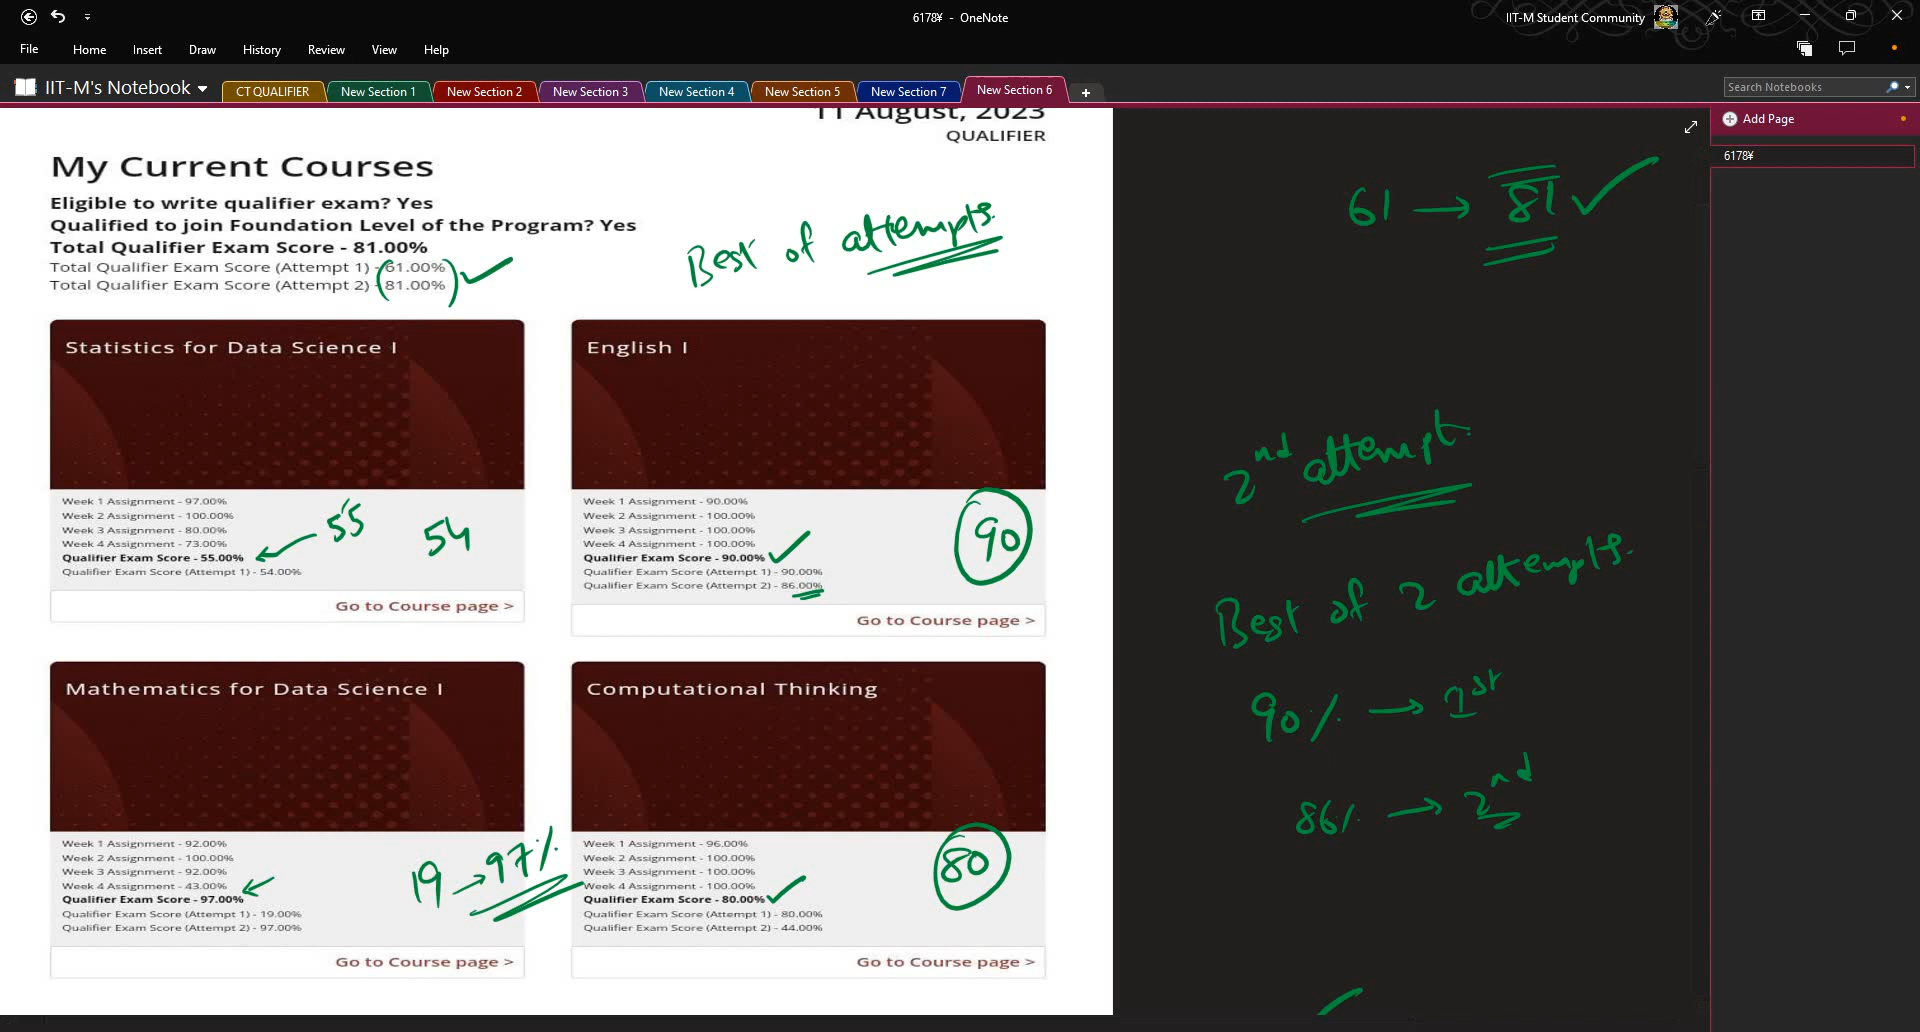 6178¥ - OneNote
IIT-M Student Community
File Home Insert Draw History Review View Help
IIT-M's Notebook
CT QUALIFIER New Section 1 New Section 2 New Section 3 New Section 4 New Section 5 New Section 7 New Section 6
Search Notebooks
Add Page
6178¥
11 August, 2023
QUALIFIER
My Current Courses
Eligible to write qualifier exam? Yes
Qualified to join Foundation Level of the Program? Yes
Total Qualifier Exam Score - 81.00%
Total Qualifier Exam Score (Attempt 1) - 61.00%
Total Qualifier Exam Score (Attempt 2) - 81.00%
Best of attempts.
61 → 81
Statistics for Data Science I
Week 1 Assignment - 97.00%
Week 2 Assignment - 100.00%
Week 3 Assignment - 80.00%
Week 4 Assignment - 73.00%
Qualifier Exam Score - 55.00%
Qualifier Exam Score (Attempt 1) - 54.00%
55 54
Go to Course page >
English I
Week 1 Assignment - 90.00%
Week 2 Assignment - 100.00%
Week 3 Assignment - 100.00%
Week 4 Assignment - 100.00%
Qualifier Exam Score - 90.00%
Qualifier Exam Score (Attempt 1) - 90.00%
Qualifier Exam Score (Attempt 2) - 86.00%
90
Go to Course page >
Mathematics for Data Science I
Week 1 Assignment - 92.00%
Week 2 Assignment - 100.00%
Week 3 Assignment - 92.00%
Week 4 Assignment - 43.00%
Qualifier Exam Score - 97.00%
Qualifier Exam Score (Attempt 1) - 19.00%
Qualifier Exam Score (Attempt 2) - 97.00%
19 → 97%
Go to Course page >
Computational Thinking
Week 1 Assignment - 96.00%
Week 2 Assignment - 100.00%
Week 3 Assignment - 100.00%
Week 4 Assignment - 100.00%
Qualifier Exam Score - 80.00%
Qualifier Exam Score (Attempt 1) - 80.00%
Qualifier Exam Score (Attempt 2) - 44.00%
80
Go to Course page >
2nd attempt.
Best of 2 attempts.
90% → 1st
86% → 2nd